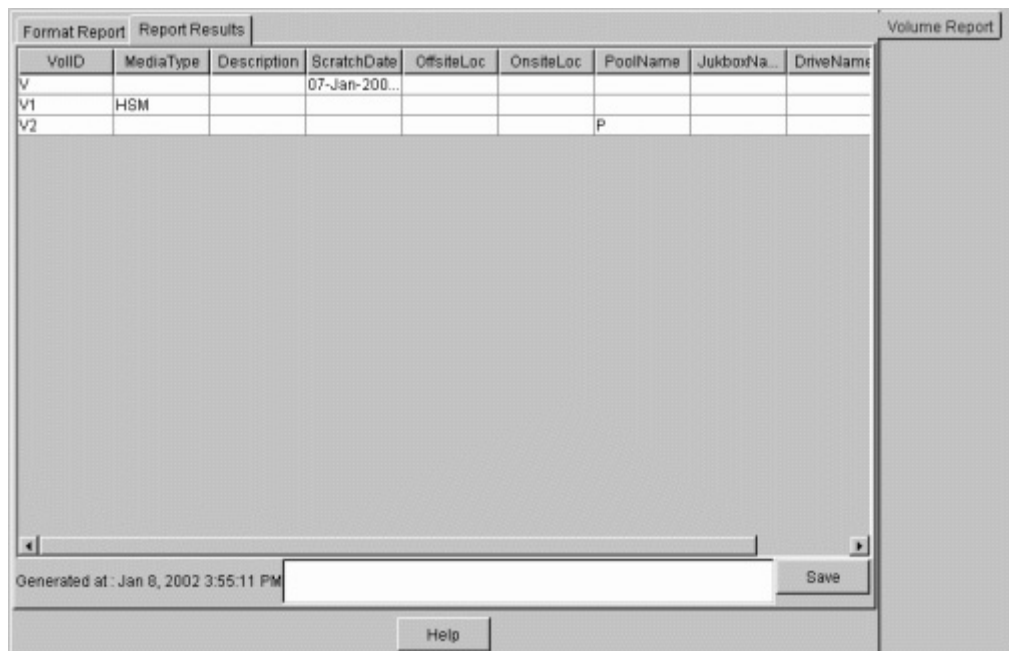 Format Report Report Results Volume Report
VolID MediaType Description ScratchDate OffsiteLoc OnsiteLoc PoolName JukboxNa... DriveName
V 07-Jan-200...
V1 HSM
V2 P
Generated at : Jan 8, 2002 3:55:11 PM Save
Help